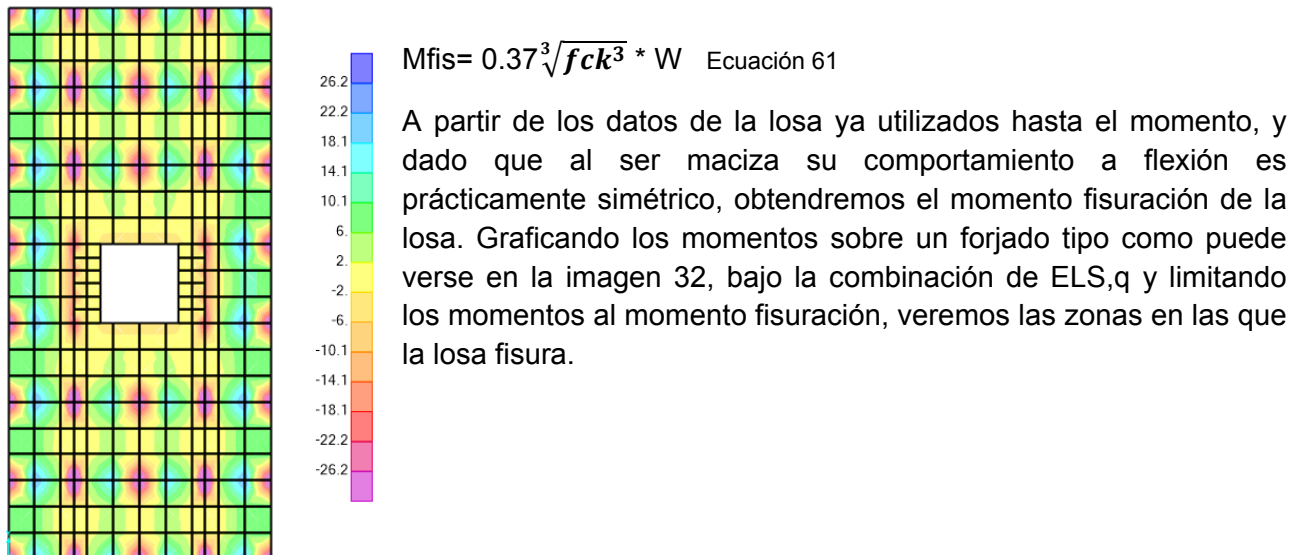 Mfis= 0.37∛fck³ * W Ecuación 61
A partir de los datos de la losa ya utilizados hasta el momento, y
dado que al ser maciza su comportamiento a flexión es
prácticamente simétrico, obtendremos el momento fisuración de la
losa. Graficando los momentos sobre un forjado tipo como puede
verse en la imagen 32, bajo la combinación de ELS,q y limitando
los momentos al momento fisuración, veremos las zonas en las que
la losa fisura.
26.2
22.2
18.1
14.1
10.1
6.
2.
-2.
-6.
-10.1
-14.1
-18.1
-22.2
-26.2